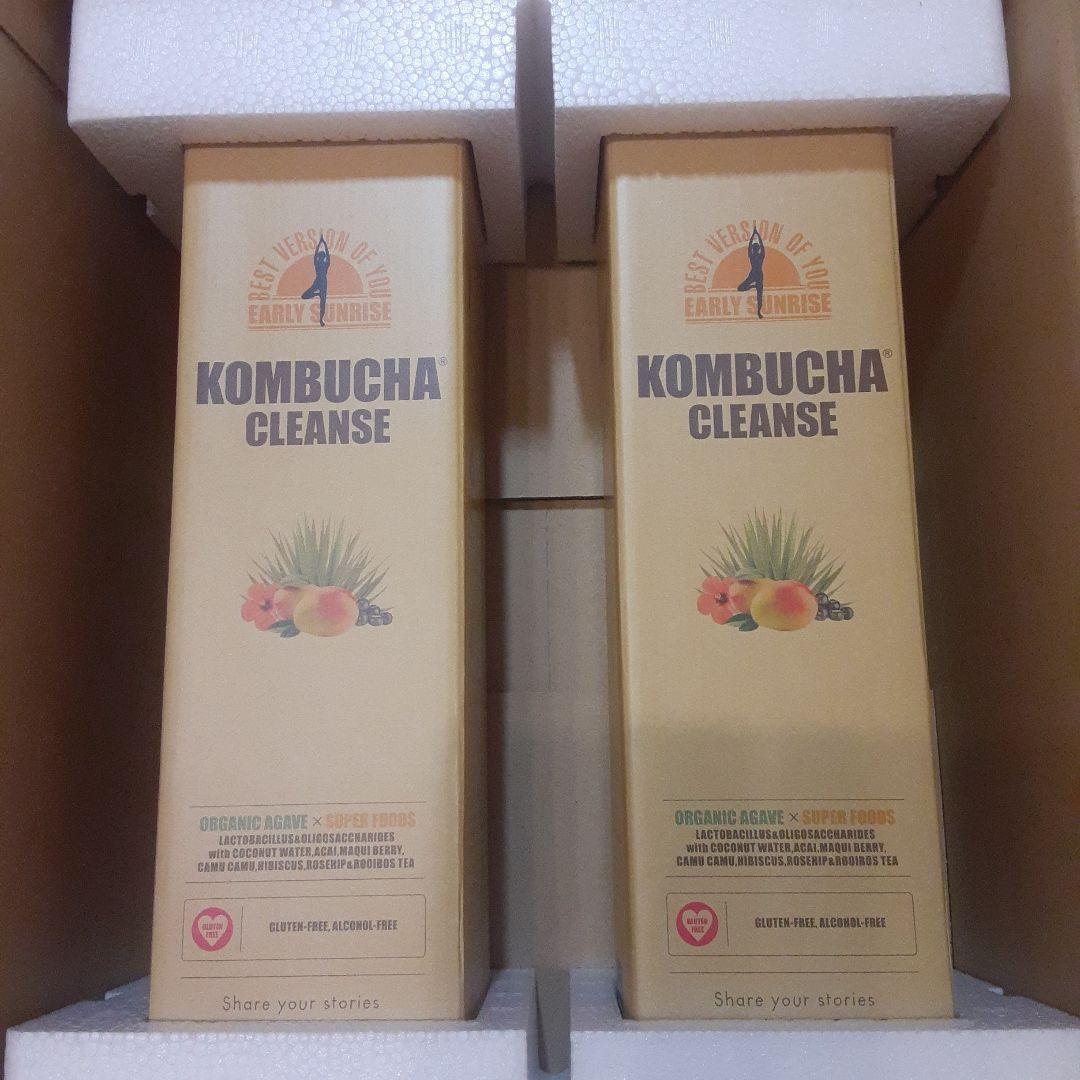 BEST VERSION OF YOU
EARLY SUNRISE
KOMBUCHA®
CLEANSE
ORGANIC AGAVE × SUPER FOODS
LACTOBACILLUS&OLIGOSACCHARIDES
with COCONUT WATER,ACAI,MAQUI BERRY,
CAMU CAMU,HIBISCUS,ROSEHIP&ROOIBOS TEA
GLUTEN
FREE
GLUTEN-FREE, ALCOHOL-FREE
Share your stories
BEST VERSION OF YOU
EARLY SUNRISE
KOMBUCHA®
CLEANSE
ORGANIC AGAVE × SUPER FOODS
LACTOBACILLUS&OLIGOSACCHARIDES
with COCONUT WATER,ACAI,MAQUI BERRY,
CAMU CAMU,HIBISCUS,ROSEHIP&ROOIBOS TEA
GLUTEN
FREE
GLUTEN-FREE, ALCOHOL-FREE
Share your stories